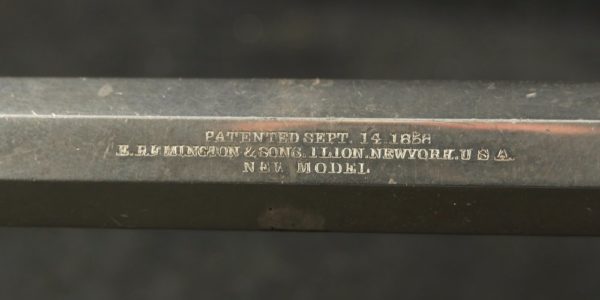 PATENTED SEPT. 14 1858
E. REMINGTON & SONS. ILION. NEWYORK. U S A.
NEW MODEL